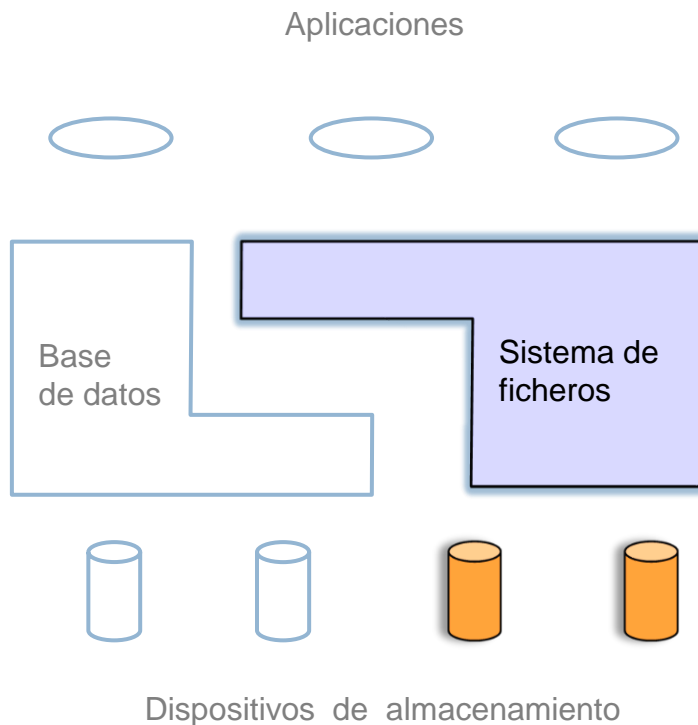 Aplicaciones
Base
de datos
Sistema de
ficheros
Dispositivos de almacenamiento